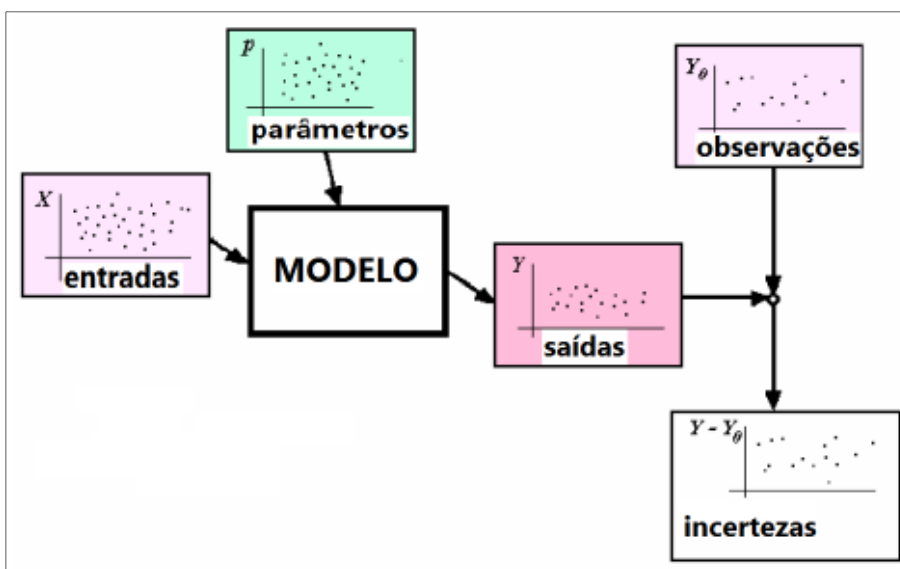 p
parâmetros
X
entradas
MODELO
Y
saídas
Yθ
observações
Y - Yθ
incertezas